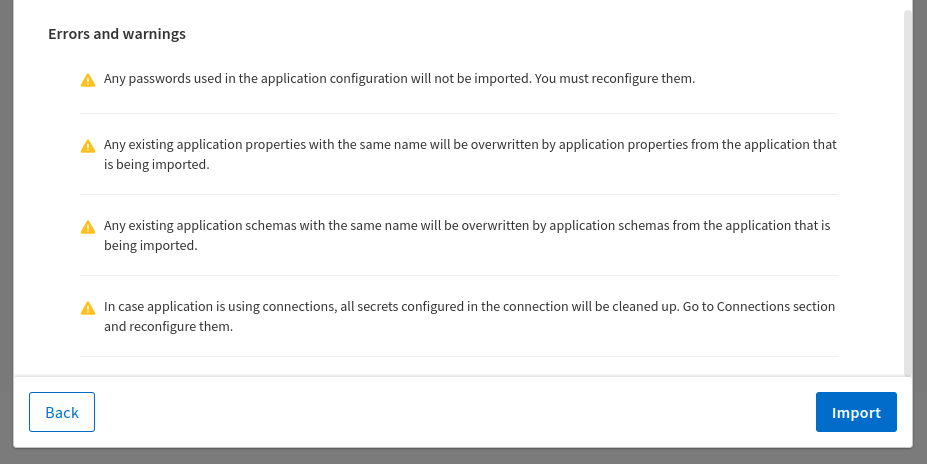 Errors and warnings
Any passwords used in the application configuration will not be imported. You must reconfigure them.
Any existing application properties with the same name will be overwritten by application properties from the application that
is being imported.
Any existing application schemas with the same name will be overwritten by application schemas from the application that is
being imported.
In case application is using connections, all secrets configured in the connection will be cleaned up. Go to Connections section
and reconfigure them.
Back
Import